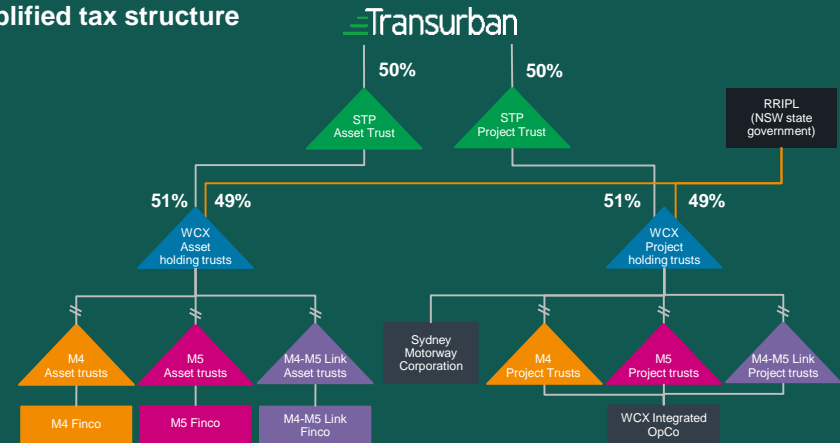 plified tax structure
Transurban
50%
50%
STP
Asset Trust
STP
Project Trust
RRIPL
(NSW state
government)
51%
49%
51%
49%
WCX
Asset
holding trusts
WCX
Project
holding trusts
M4
Asset trusts
M5
Asset trusts
M4-M5 Link
Asset trusts
Sydney
Motorway
Corporation
M4
Project Trusts
M5
Project trusts
M4-M5 Link
Project trusts
M4 Finco
M5 Finco
M4-M5 Link
Finco
WCX Integrated
OpCo